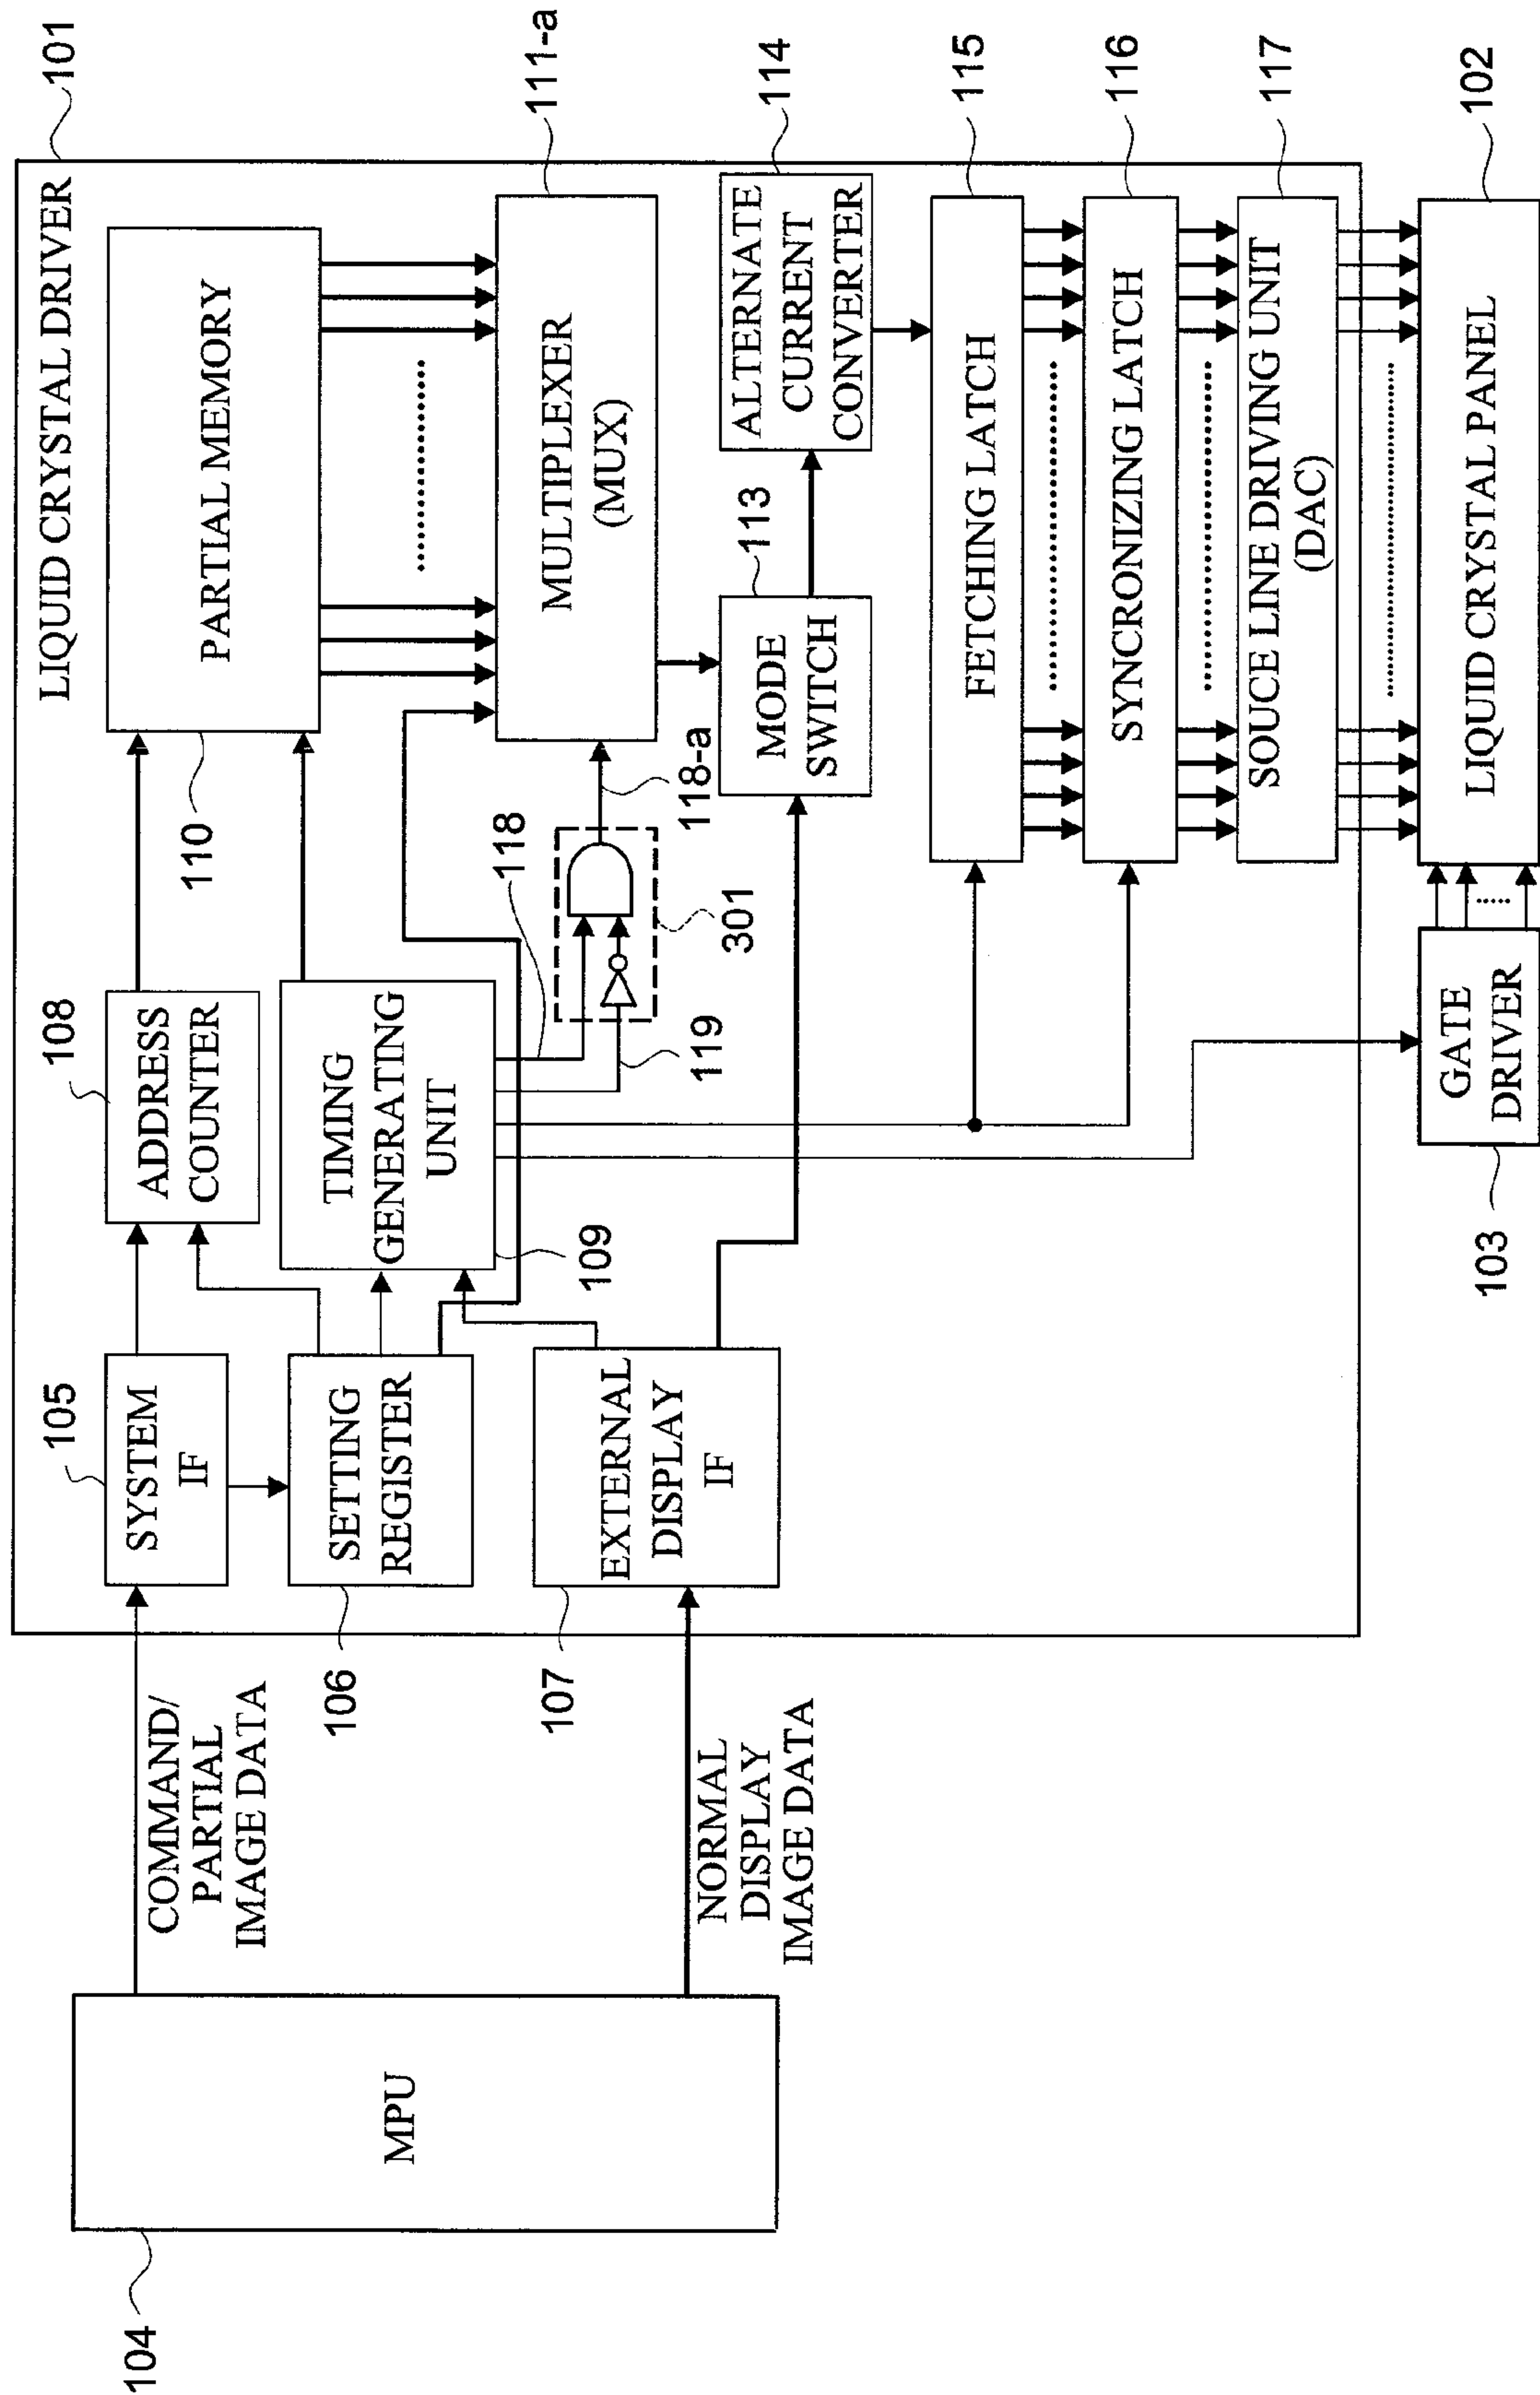 LIQUID CRYSTAL DRIVER
101
COMMAND/
PARTIAL
IMAGE DATA
105
SYSTEM
IF
108
ADDRESS
COUNTER
110
PARTIAL MEMORY
104
MPU
106
SETTING
REGISTER
109
TIMING
GENERATING
UNIT
118
119
301
118-a
MULTIPLEXER
(MUX)
111-a
NORMAL
DISPLAY
IMAGE DATA
107
EXTERNAL
DISPLAY
IF
MODE
SWITCH
113
ALTERNATE
CURRENT
CONVERTER
114
FETCHING LATCH
115
SYNCRONIZING LATCH
116
SOUCE LINE DRIVING UNIT
(DAC)
117
103
GATE
DRIVER
LIQUID CRYSTAL PANEL
102